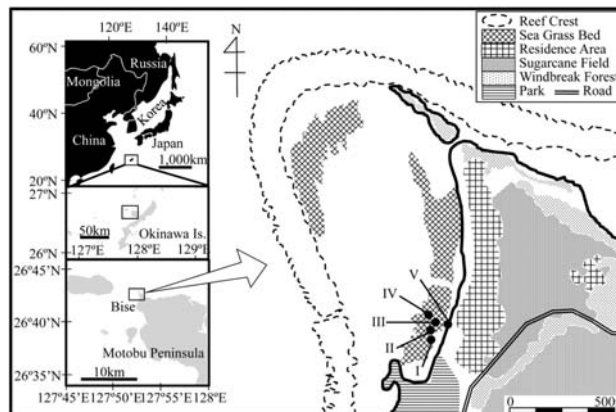 120°E 140°E
60°N
Russia
Mongolia
Korea
40°N
China
Japan
1,000km
20°N
27°N
50km
Okinawa Is.
26°N
127°E 128°E 129°E
26°45'N
Bise
26°40'N
Motobu Peninsula
10km
26°35'N
127°45'E 127°50'E 127°55'E 128°E
N
Reef Crest
Sea Grass Bed
Residence Area
Sugarcane Field
Windbreak Forest
Park Road
V
IV
III
II
I
0 500